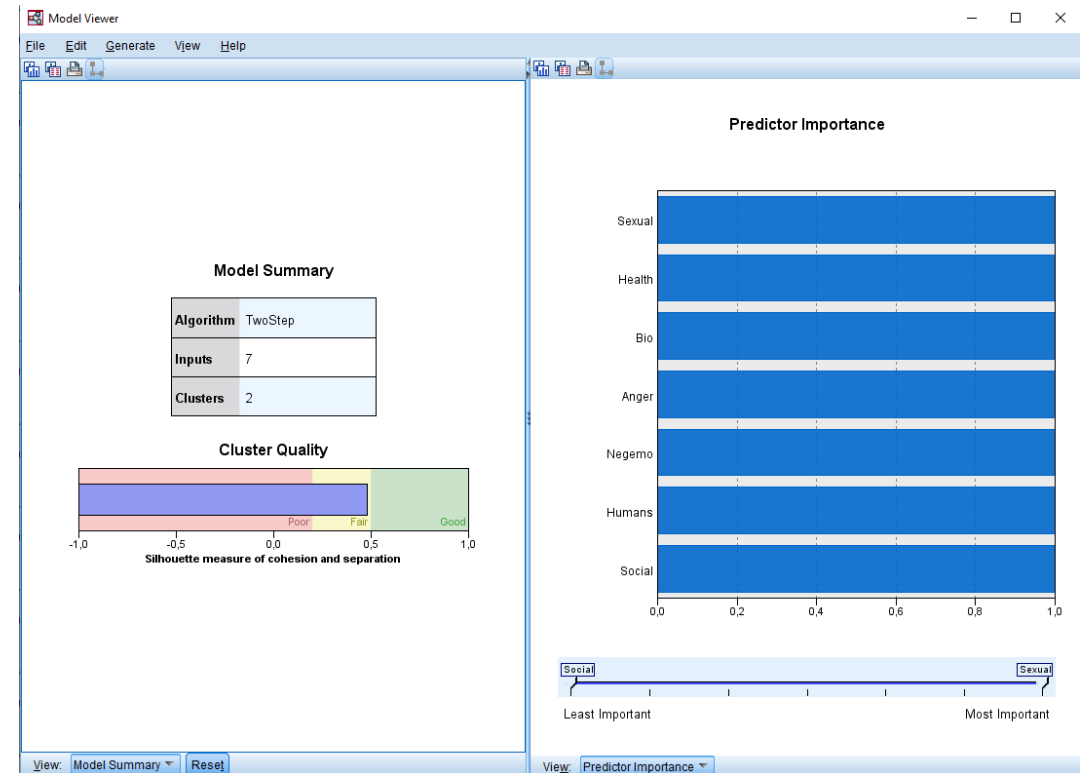 Model Viewer
File Edit Generate View Help
Model Summary
Algorithm TwoStep
Inputs 7
Clusters 2
Cluster Quality
Poor Fair Good
-1,0 -0,5 0,0 0,5 1,0
Silhouette measure of cohesion and separation
View: Model Summary Reset
Predictor Importance
Sexual
Health
Bio
Anger
Negemo
Humans
Social
0,0 0,2 0,4 0,6 0,8 1,0
Social Sexual
Least Important Most Important
View: Predictor Importance